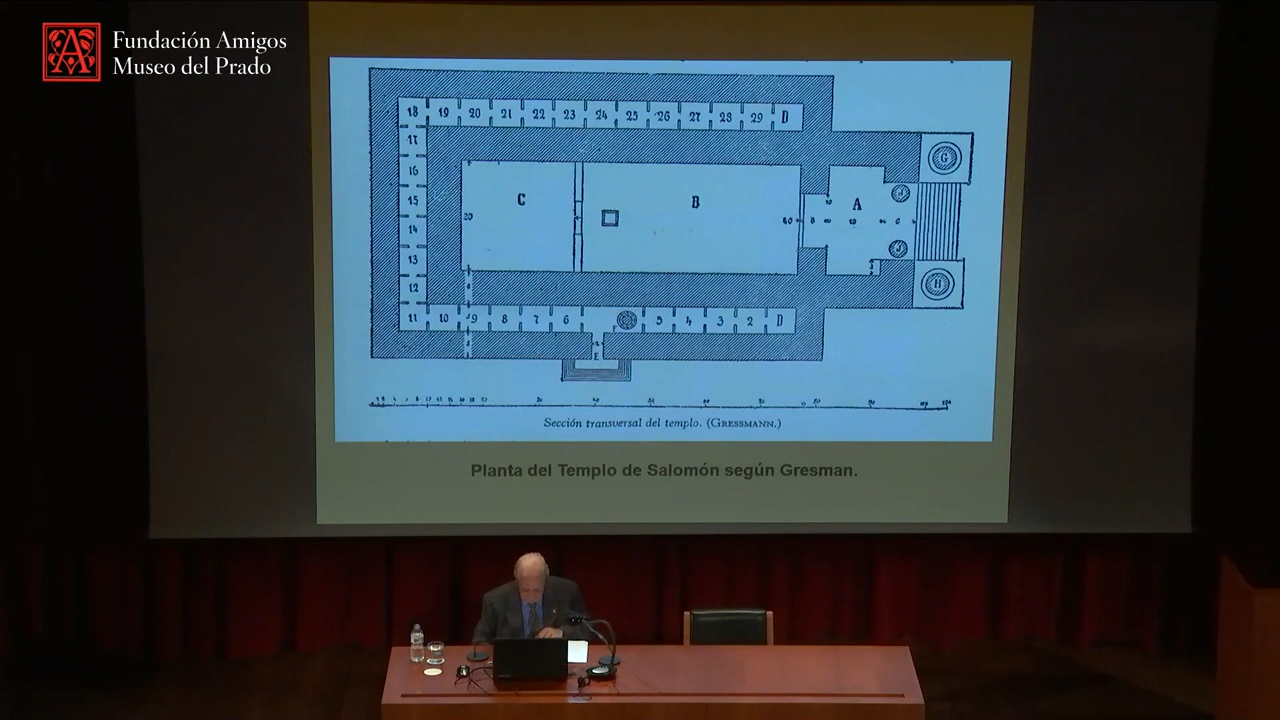 Fundación Amigos
Museo del Prado
18 19 20 21 22 23 24 25 26 27 28 29 D
17
16
15
14
13
12
11 10 9 8 7 6 5 4 3 2 D
C
B
A
G
J
J
H
E
20
Sección transversal del templo. (GRESSMANN.)
Planta del Templo de Salomón según Gresman.